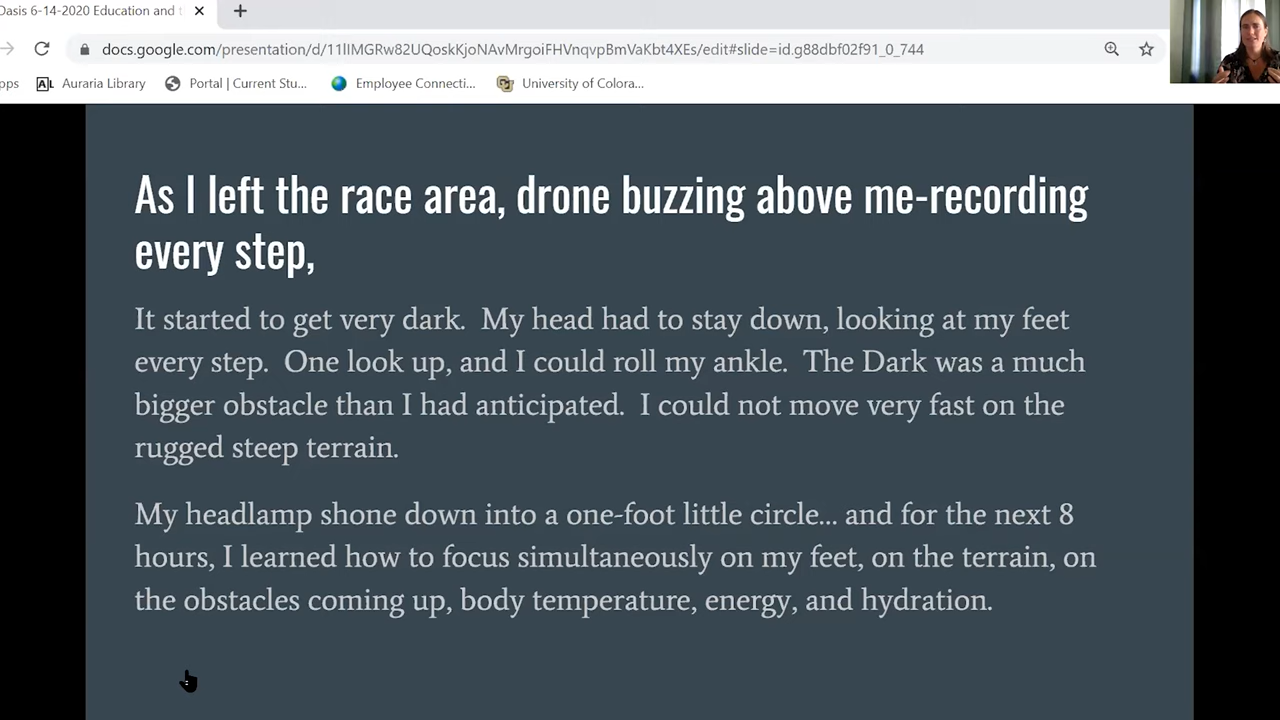 Oasis 6-14-2020 Education and t
docs.google.com/presentation/d/11lIMGRw82UQoskKjoNAvMrgoiFHVnqvpBmVaKbt4XEs/edit#slide=id.g88dbf02f91_0_744
pps AL Auraria Library Portal | Current Stu... Employee Connecti... University of Colora...
As I left the race area, drone buzzing above me-recording
every step,
It started to get very dark.  My head had to stay down, looking at my feet
every step.  One look up, and I could roll my ankle.  The Dark was a much
bigger obstacle than I had anticipated.  I could not move very fast on the
rugged steep terrain.
My headlamp shone down into a one-foot little circle... and for the next 8
hours, I learned how to focus simultaneously on my feet, on the terrain, on
the obstacles coming up, body temperature, energy, and hydration.